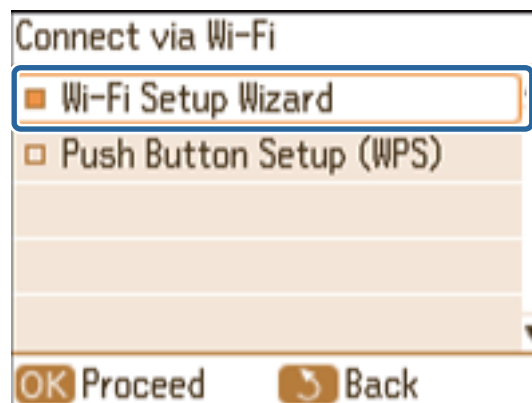 Connect via Wi-Fi
Wi-Fi Setup Wizard
Push Button Setup (WPS)
OK Proceed Back